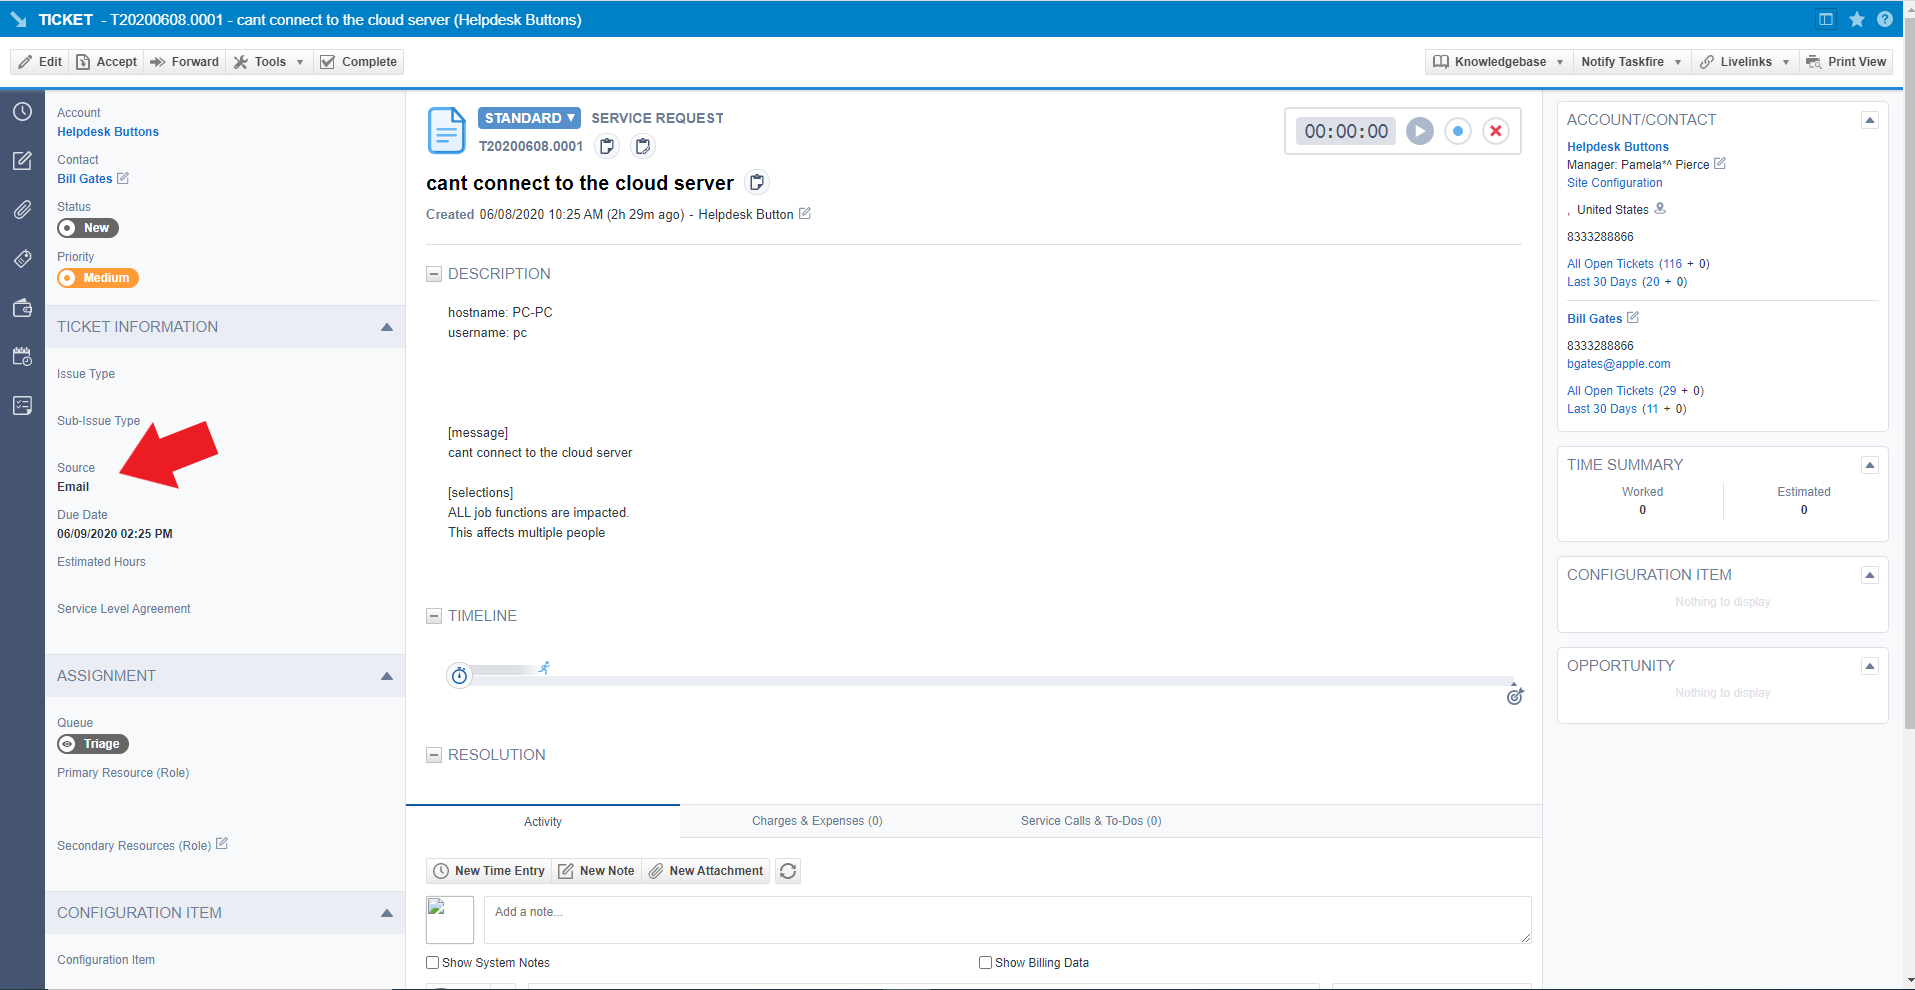 TICKET - T20200608.0001 - cant connect to the cloud server (Helpdesk Buttons)
Edit Accept Forward Tools Complete
Knowledgebase Notify Taskfire Livelinks Print View
Account
Helpdesk Buttons
Contact
Bill Gates
Status
New
Priority
Medium
TICKET INFORMATION
Issue Type
Sub-Issue Type
Source
Email
Due Date
06/09/2020 02:25 PM
Estimated Hours
Service Level Agreement
ASSIGNMENT
Queue
Triage
Primary Resource (Role)
Secondary Resources (Role)
CONFIGURATION ITEM
Configuration Item
STANDARD SERVICE REQUEST
T20200608.0001
00:00:00
cant connect to the cloud server
Created 06/08/2020 10:25 AM (2h 29m ago) - Helpdesk Button
DESCRIPTION
hostname: PC-PC
username: pc
[message]
cant connect to the cloud server
[selections]
ALL job functions are impacted.
This affects multiple people
TIMELINE
RESOLUTION
Activity Charges & Expenses (0) Service Calls & To-Dos (0)
New Time Entry New Note New Attachment
Add a note...
Show System Notes Show Billing Data
ACCOUNT/CONTACT
Helpdesk Buttons
Manager: Pamela*^ Pierce
Site Configuration
, United States
8333288866
All Open Tickets (116 + 0)
Last 30 Days (20 + 0)
Bill Gates
8333288866
bgates@apple.com
All Open Tickets (29 + 0)
Last 30 Days (11 + 0)
TIME SUMMARY
Worked Estimated
0 0
CONFIGURATION ITEM
Nothing to display
OPPORTUNITY
Nothing to display